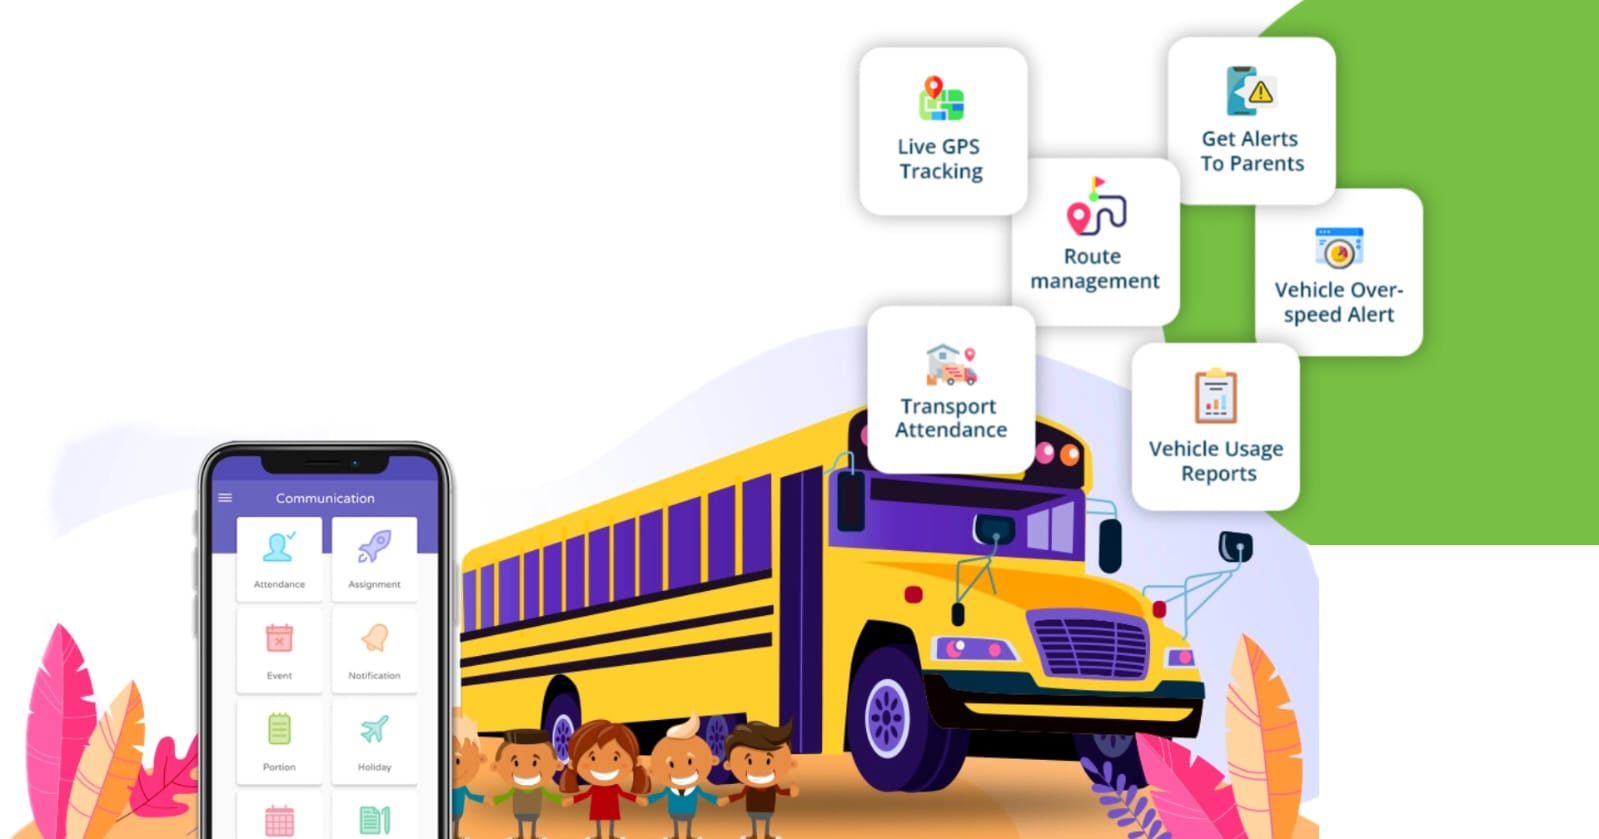 Live GPS
Tracking
Get Alerts
To Parents
Route
management
Vehicle Over-
speed Alert
Transport
Attendance
Vehicle Usage
Reports
Communication
Attendance
Assignment
Event
Notification
Portion
Holiday